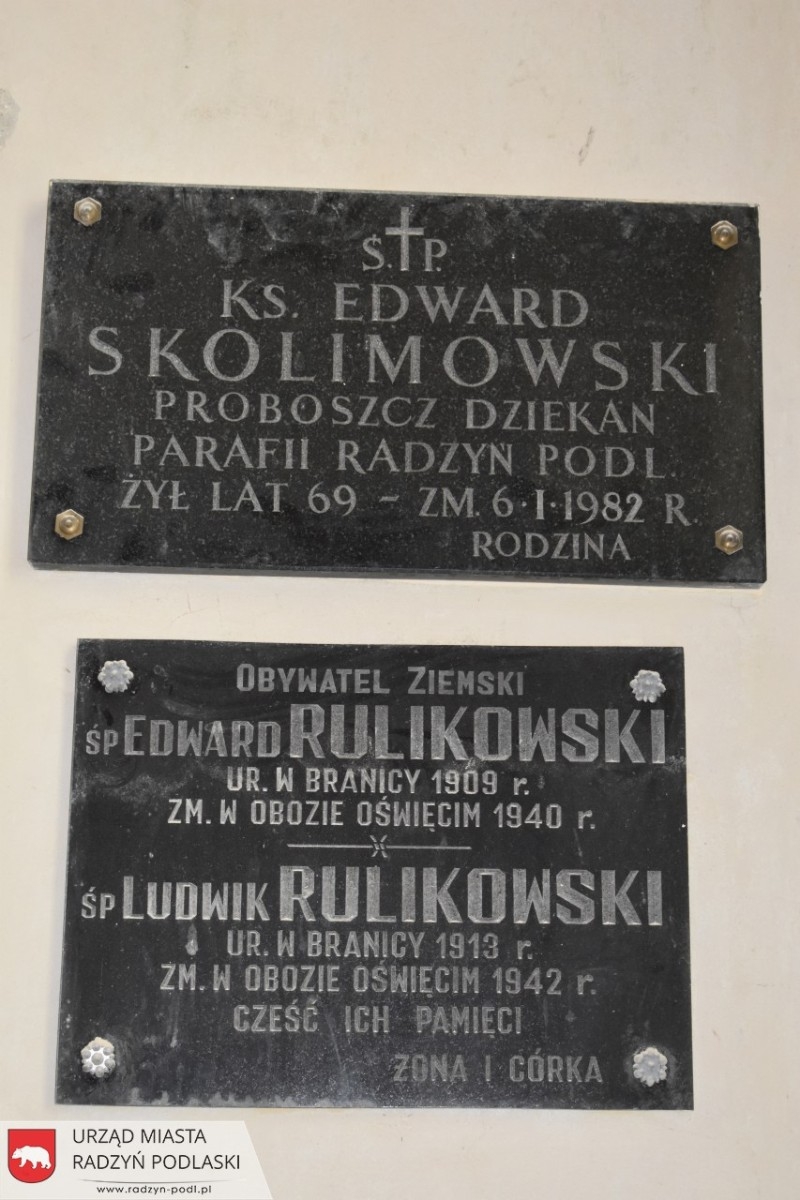 Ś.†P.
KS. EDWARD
SKOLIMOWSKI
PROBOSZCZ DZIEKAN
PARAFII RADZYŃ PODL.
ŻYŁ LAT 69 – ZM. 6·I·1982 R.
RODZINA
OBYWATEL ZIEMSKI
ŚP EDWARD RULIKOWSKI
UR. W BRANICY 1909 r.
ZM. W OBOZIE OŚWIĘCIM 1940 r.
ŚP LUDWIK RULIKOWSKI
UR. W BRANICY 1913 r.
ZM. W OBOZIE OŚWIĘCIM 1942 r.
CZEŚĆ ICH PAMIĘCI
ŻONA I CÓRKA
URZĄD MIASTA
RADZYŃ PODLASKI
www.radzyn-podl.pl